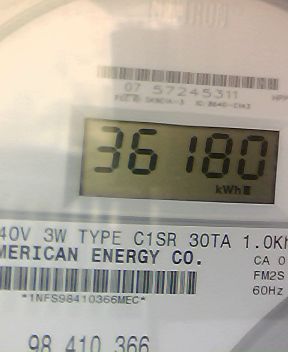 07 57245311
36180
kWh
40V 3W TYPE C1SR 30TA 1.0Kh
MERICAN ENERGY CO.
CA 0
FM2S
60Hz
*1NFS98410366MEC*
98 410 366